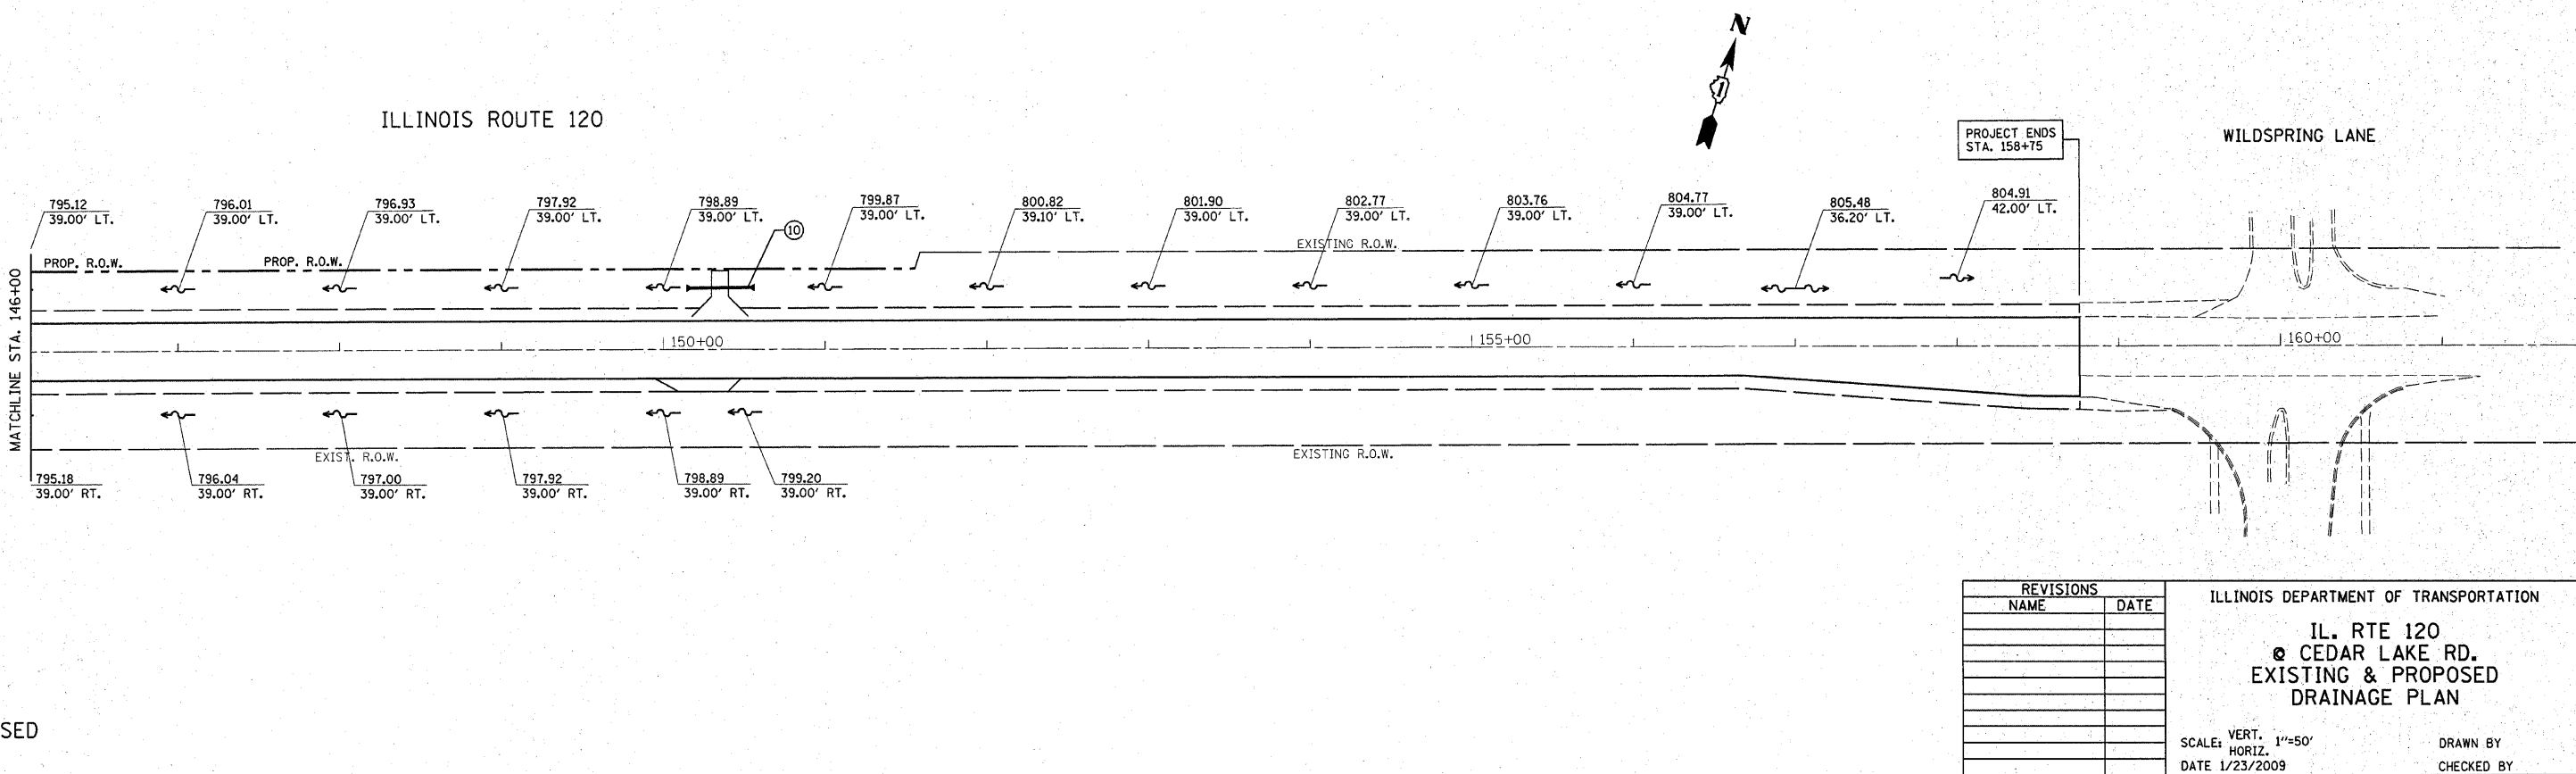 N
1
ILLINOIS ROUTE 120
PROJECT ENDS
STA. 158+75
WILDSPRING LANE
795.12
39.00' LT.
796.01
39.00' LT.
796.93
39.00' LT.
797.92
39.00' LT.
798.89
39.00' LT.
10
799.87
39.00' LT.
800.82
39.10' LT.
801.90
39.00' LT.
802.77
39.00' LT.
803.76
39.00' LT.
804.77
39.00' LT.
805.48
36.20' LT.
804.91
42.00' LT.
PROP. R.O.W.
PROP. R.O.W.
EXISTING R.O.W.
MATCHLINE STA. 146+00
150+00
155+00
160+00
EXIST. R.O.W.
EXISTING R.O.W.
795.18
39.00' RT.
796.04
39.00' RT.
797.00
39.00' RT.
797.92
39.00' RT.
798.89
39.00' RT.
799.20
39.00' RT.
SED
REVISIONS
NAME DATE
ILLINOIS DEPARTMENT OF TRANSPORTATION
IL. RTE 120
@ CEDAR LAKE RD.
EXISTING & PROPOSED
DRAINAGE PLAN
SCALE: VERT. 1"=50'
HORIZ.
DATE 1/23/2009
DRAWN BY
CHECKED BY